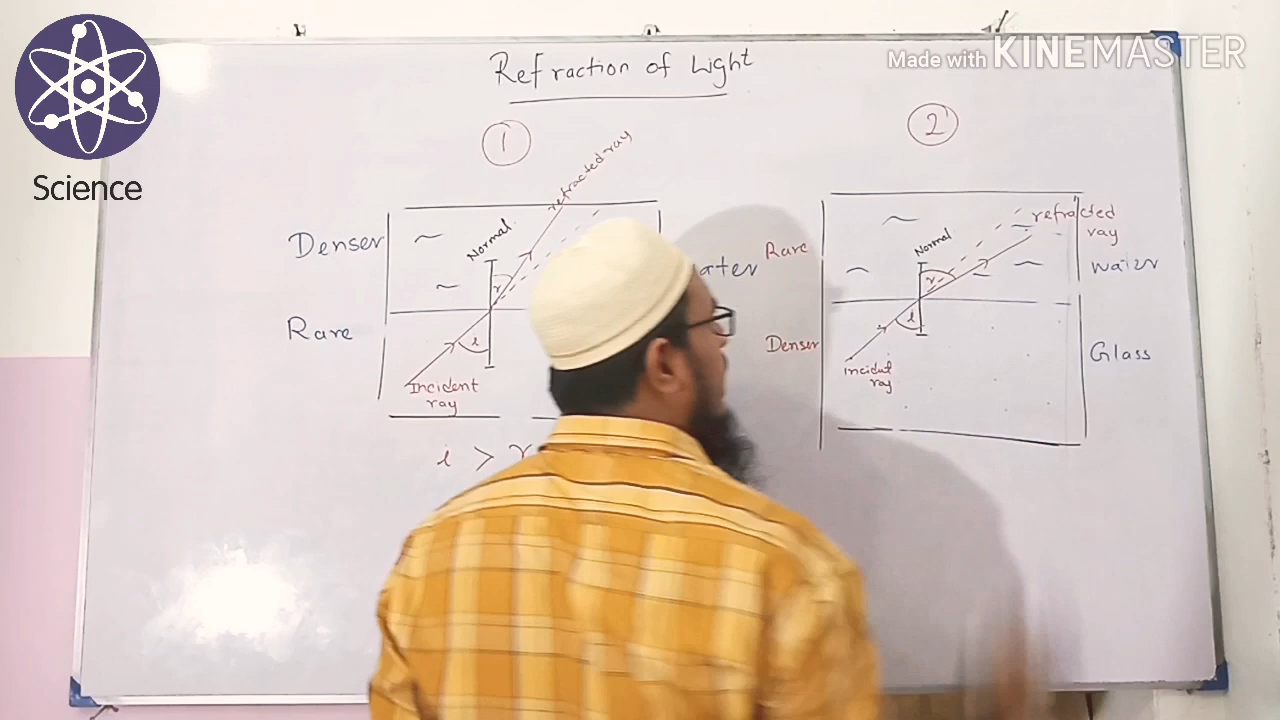 Made with KINEMASTER
Science
Refraction of Light
1
refracted ray
Denser
Normal
r
Rare
i
Incident
ray
i > r
2
Rare
refracted
ray
Normal
water
r
i
Denser
Glass
ray